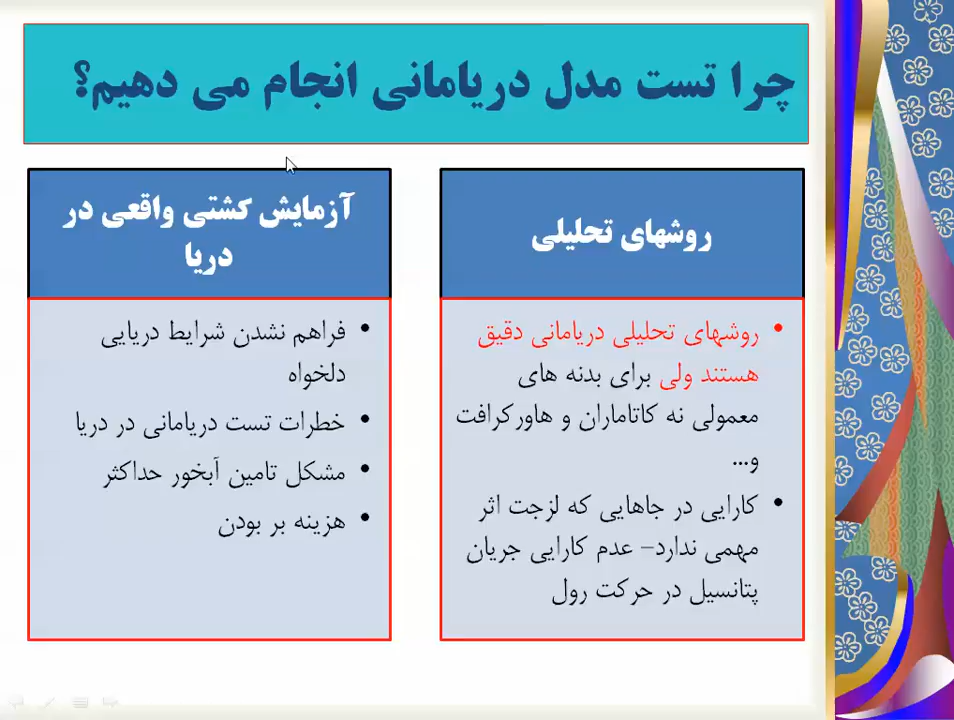 چرا تست مدل دریامانی انجام می دهیم؟
روشهای تحلیلی
• روشهای تحلیلی دریامانی دقیق
هستند ولی برای بدنه های
معمولی نه کاتاماران و هاورکرافت
و...
• کارایی در جاهایی که لزجت اثر
مهمی ندارد– عدم کارایی جریان
پتانسیل در حرکت رول
آزمایش کشتی واقعی در
دریا
• فراهم نشدن شرایط دریایی
دلخواه
• خطرات تست دریامانی در دریا
• مشکل تامین آبخور حداکثر
• هزینه بر بودن